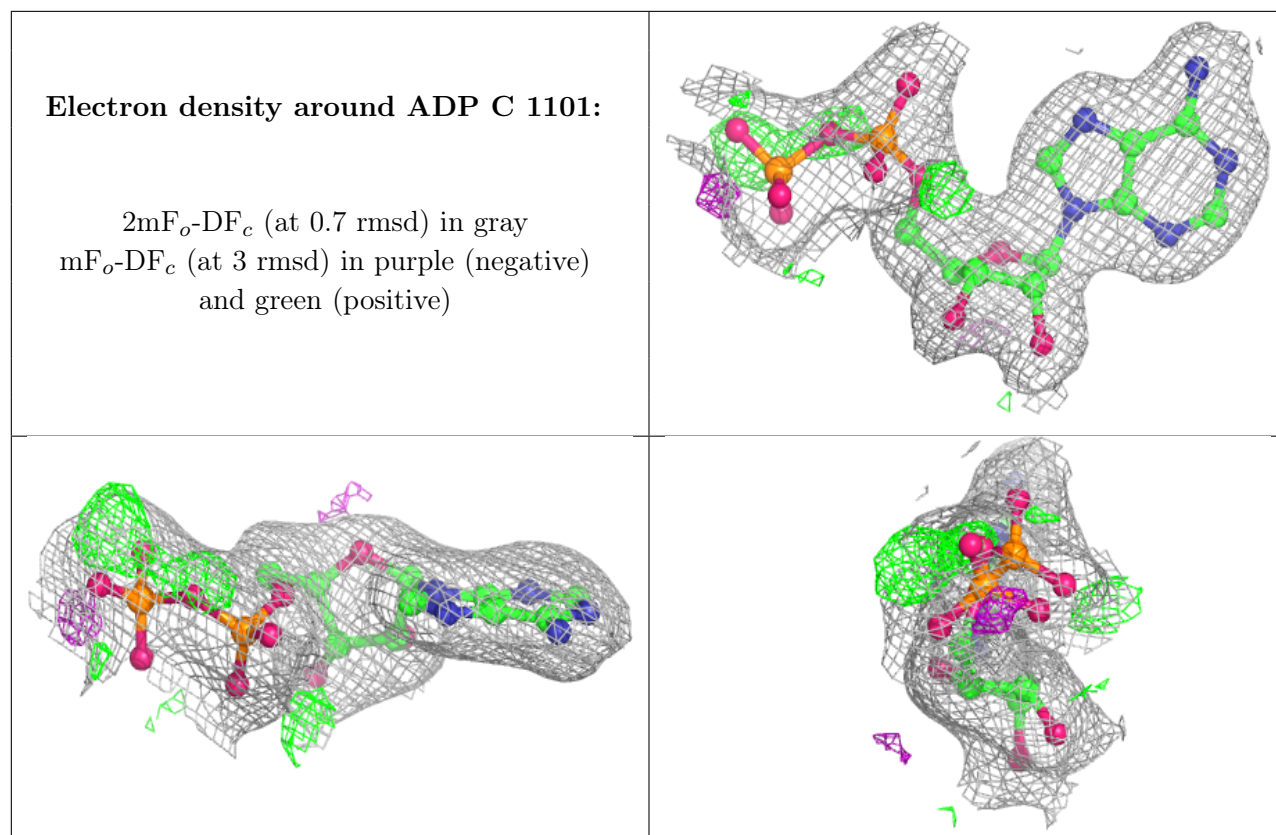 Electron density around ADP C 1101:
2mFₒ-DF𝒸 (at 0.7 rmsd) in gray
mFₒ-DF𝒸 (at 3 rmsd) in purple (negative)
and green (positive)